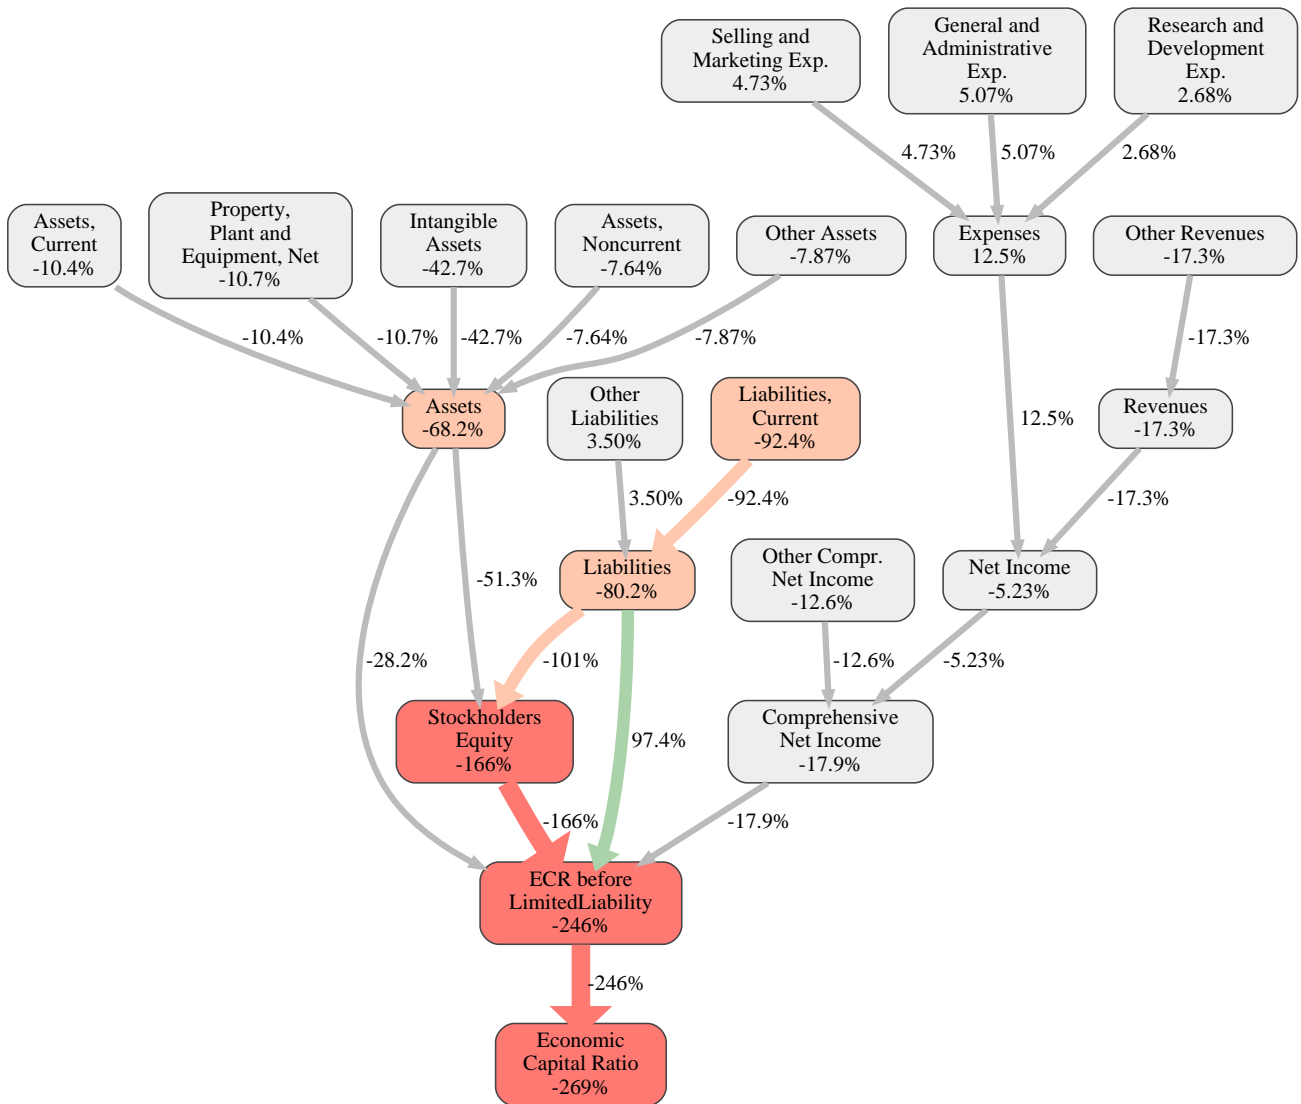 Selling and
Marketing Exp.
4.73%
General and
Administrative
Exp.
5.07%
Research and
Development
Exp.
2.68%
4.73%
5.07%
2.68%
Assets,
Current
-10.4%
Property,
Plant and
Equipment, Net
-10.7%
Intangible
Assets
-42.7%
Assets,
Noncurrent
-7.64%
Other Assets
-7.87%
Expenses
12.5%
Other Revenues
-17.3%
-10.4%
-10.7%
-42.7%
-7.64%
-7.87%
-17.3%
Assets
-68.2%
Other
Liabilities
3.50%
Liabilities,
Current
-92.4%
12.5%
Revenues
-17.3%
3.50%
-92.4%
-17.3%
-51.3%
Liabilities
-80.2%
Other Compr.
Net Income
-12.6%
Net Income
-5.23%
-28.2%
-101%
-12.6%
-5.23%
Stockholders
Equity
-166%
97.4%
Comprehensive
Net Income
-17.9%
-166%
-17.9%
ECR before
LimitedLiability
-246%
-246%
Economic
Capital Ratio
-269%